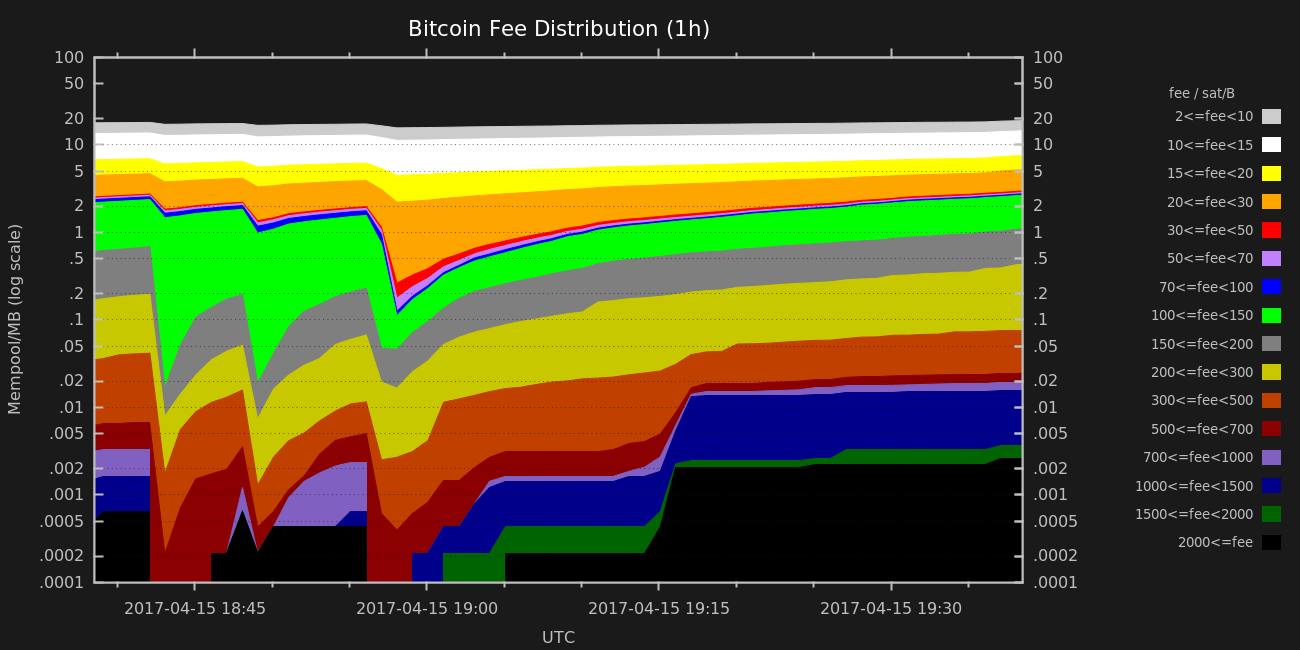 Bitcoin Fee Distribution (1h)
Mempool/MB (log scale)
100
50
20
10
5
2
1
.5
.2
.1
.05
.02
.01
.005
.002
.001
.0005
.0002
.0001
100
50
20
10
5
2
1
.5
.2
.1
.05
.02
.01
.005
.002
.001
.0005
.0002
.0001
2017-04-15 18:45
2017-04-15 19:00
2017-04-15 19:15
2017-04-15 19:30
UTC
fee / sat/B
2<=fee<10
10<=fee<15
15<=fee<20
20<=fee<30
30<=fee<50
50<=fee<70
70<=fee<100
100<=fee<150
150<=fee<200
200<=fee<300
300<=fee<500
500<=fee<700
700<=fee<1000
1000<=fee<1500
1500<=fee<2000
2000<=fee